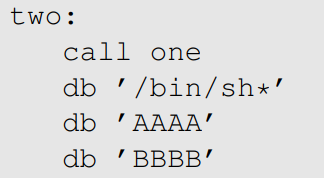 two:
call one
db ’/bin/sh*’
db ’AAAA’
db ’BBBB’